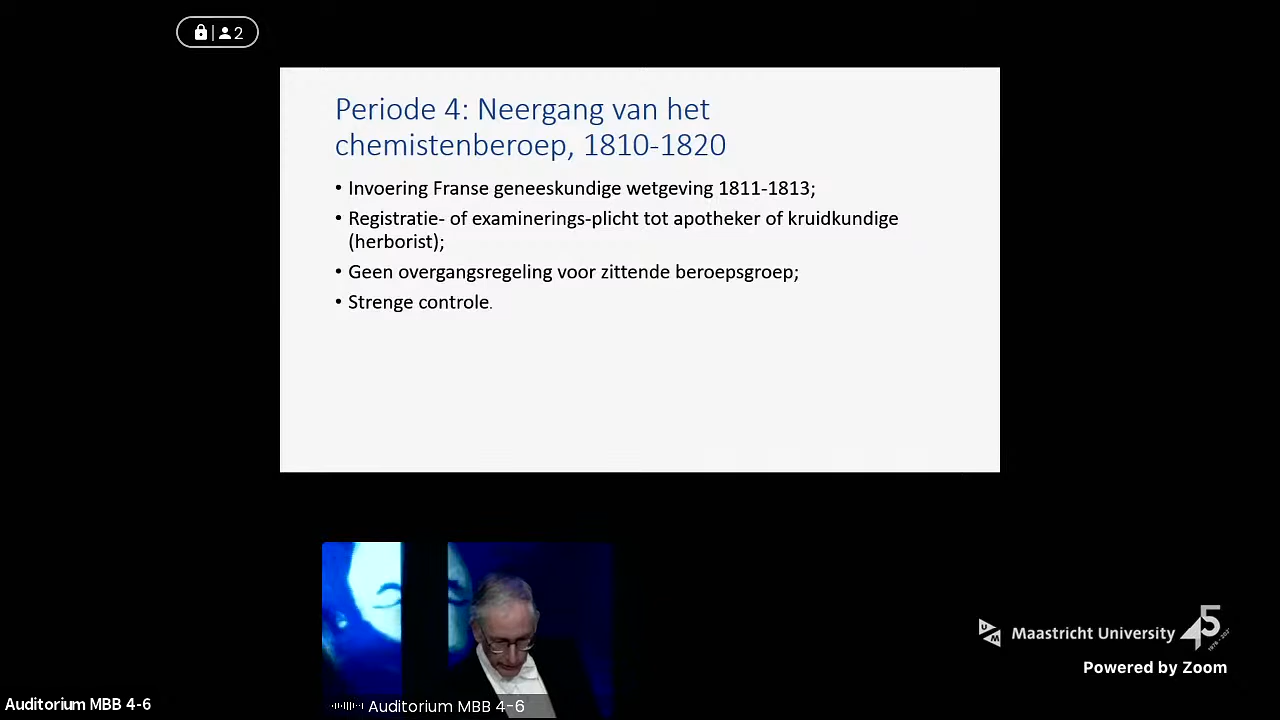 2
Periode 4: Neergang van het
chemistenberoep, 1810-1820
• Invoering Franse geneeskundige wetgeving 1811-1813;
• Registratie- of examinerings-plicht tot apotheker of kruidkundige
(herborist);
• Geen overgangsregeling voor zittende beroepsgroep;
• Strenge controle.
UM Maastricht University 45
Powered by Zoom
Auditorium MBB 4-6
Auditorium MBB 4-6